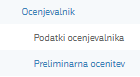 Ocenjevalnik
Podatki ocenjevalnika
Preliminarna ocenitev